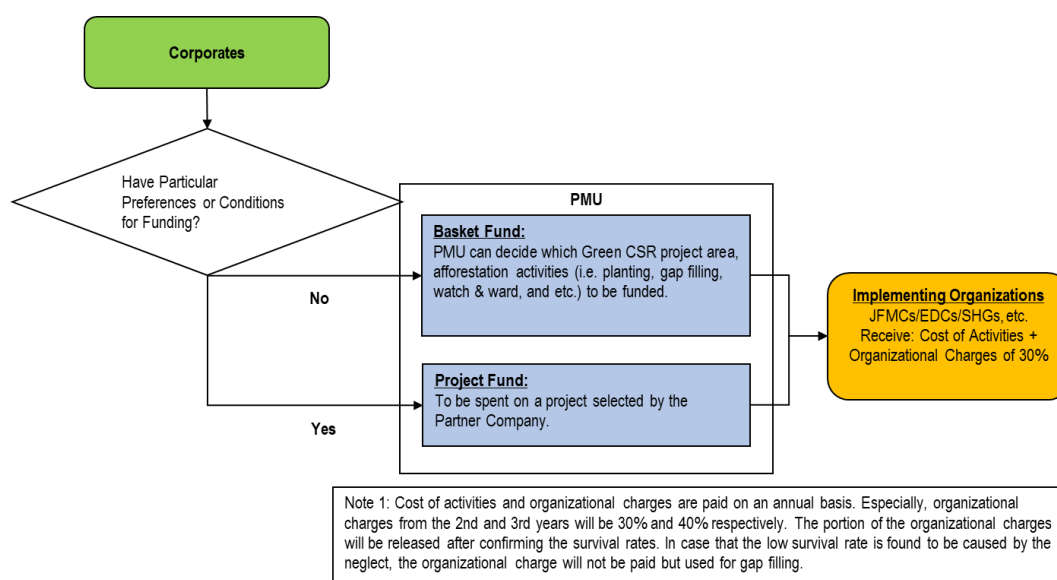 Corporates
Have Particular
Preferences or Conditions
for Funding?
PMU
Basket Fund:
PMU can decide which Green CSR project area,
afforestation activities (i.e. planting, gap filling,
watch & ward, and etc.) to be funded.
No
Implementing Organizations
JFMCs/EDCs/SHGs, etc.
Receive: Cost of Activities +
Organizational Charges of 30%
Project Fund:
To be spent on a project selected by the
Partner Company.
Yes
Note 1: Cost of activities and organizational charges are paid on an annual basis. Especially, organizational
charges from the 2nd and 3rd years will be 30% and 40% respectively. The portion of the organizational charges
will be released after confirming the survival rates. In case that the low survival rate is found to be caused by the
neglect, the organizational charge will not be paid but used for gap filling.